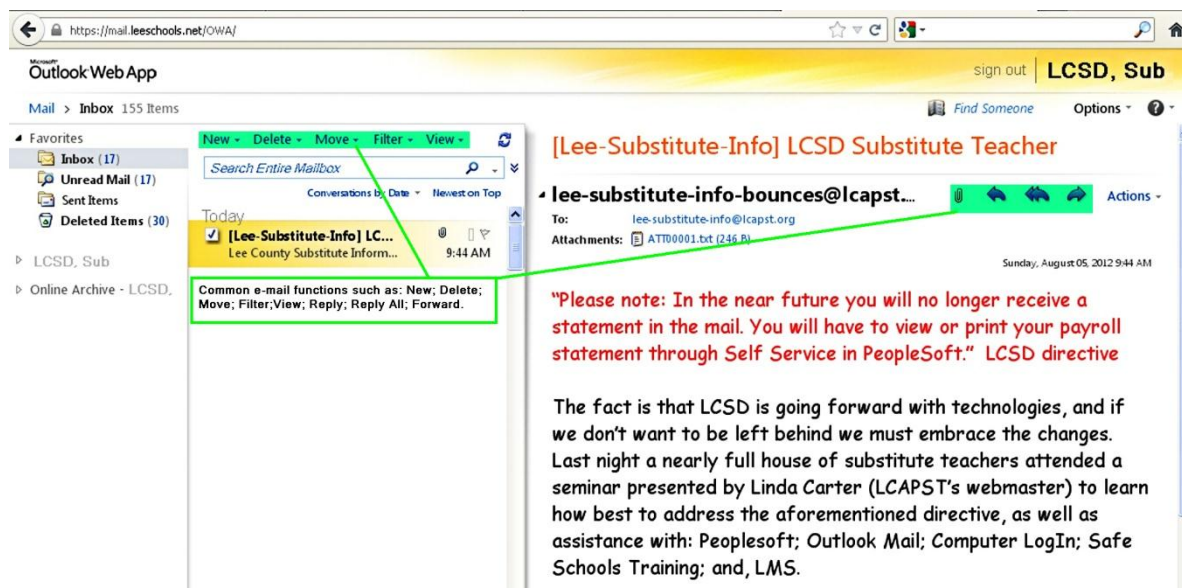 https://mail.leeschools.net/OWA/
Microsoft
Outlook Web App
sign out LCSD, Sub
Mail > Inbox 155 Items
Find Someone Options
Favorites
Inbox (17)
Unread Mail (17)
Sent Items
Deleted Items (30)
LCSD, Sub
Online Archive - LCSD,
New Delete Move Filter View
Search Entire Mailbox
Conversations by Date Newest on Top
Today
[Lee-Substitute-Info] LC...
Lee County Substitute Inform... 9:44 AM
Common e-mail functions such as: New; Delete;
Move; Filter;View; Reply; Reply All; Forward.
[Lee-Substitute-Info] LCSD Substitute Teacher
lee-substitute-info-bounces@lcapst....
Actions
To: lee-substitute-info@lcapst.org
Attachments: ATT00001.txt (246 B)
Sunday, August 05, 2012 9:44 AM
"Please note: In the near future you will no longer receive a
statement in the mail. You will have to view or print your payroll
statement through Self Service in PeopleSoft." LCSD directive
The fact is that LCSD is going forward with technologies, and if
we don't want to be left behind we must embrace the changes.
Last night a nearly full house of substitute teachers attended a
seminar presented by Linda Carter (LCAPST's webmaster) to learn
how best to address the aforementioned directive, as well as
assistance with: Peoplesoft; Outlook Mail; Computer LogIn; Safe
Schools Training; and, LMS.